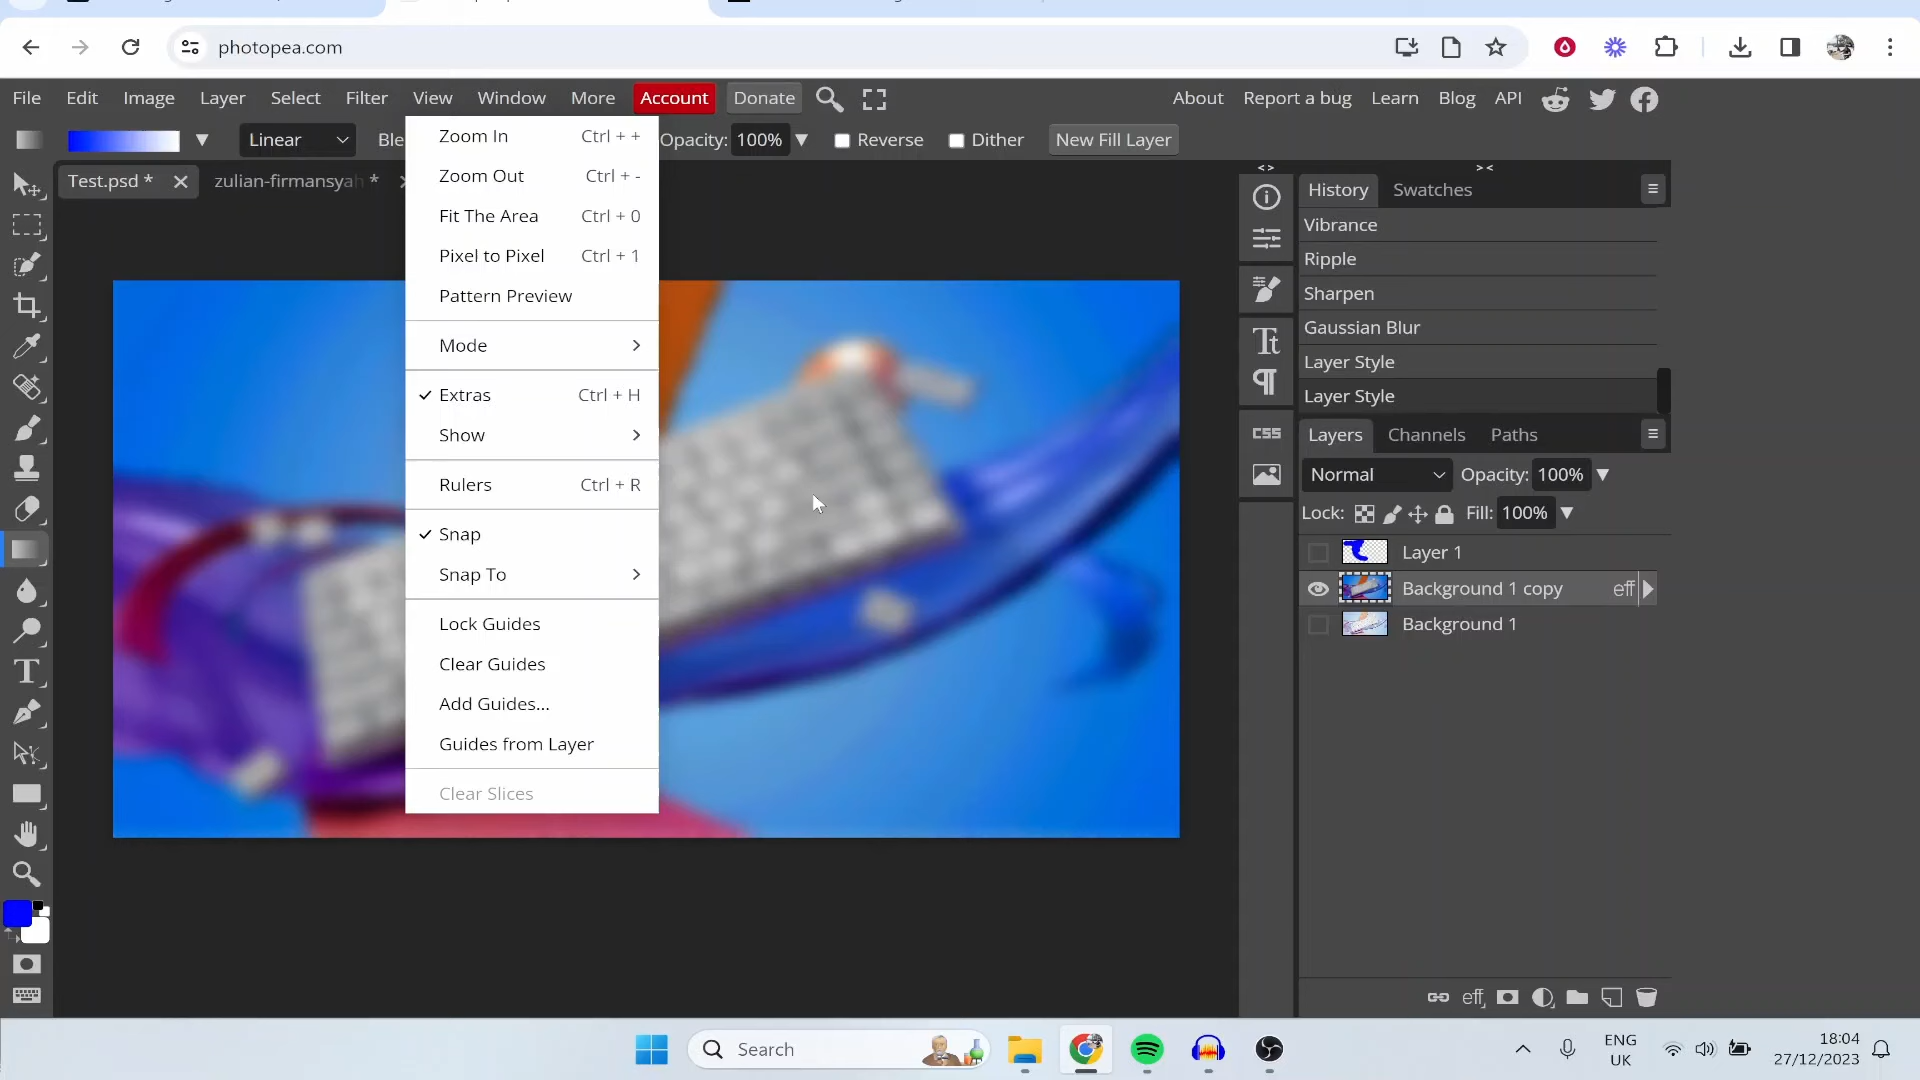 photopea.com
File Edit Image Layer Select Filter View Window More Account Donate About Report a bug Learn Blog API
Linear Ble Opacity: 100% Reverse Dither New Fill Layer
Test.psd * zulian-firmansyah *
Zoom In Ctrl + +
Zoom Out Ctrl + -
Fit The Area Ctrl + 0
Pixel to Pixel Ctrl + 1
Pattern Preview
Mode
Extras Ctrl + H
Show
Rulers Ctrl + R
Snap
Snap To
Lock Guides
Clear Guides
Add Guides...
Guides from Layer
Clear Slices
< >
> <
History Swatches
Vibrance
Ripple
Sharpen
Gaussian Blur
Layer Style
Layer Style
CSS
Layers Channels Paths
Normal Opacity: 100%
Lock: Fill: 100%
Layer 1
Background 1 copy eff
Background 1
eff
Search
ENG
UK
18:04
27/12/2023